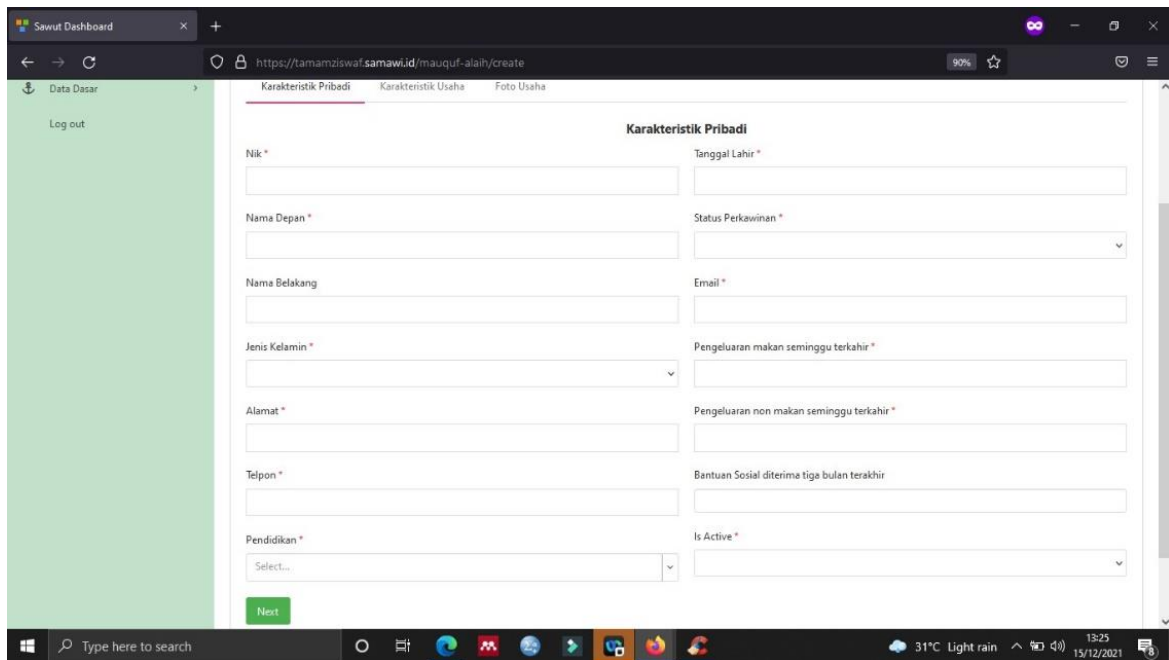 Sawut Dashboard
https://tamamziswaf.samawi.id/mauquf-alaih/create
90%
Data Dasar
Log out
Karakteristik Pribadi Karakteristik Usaha Foto Usaha
Karakteristik Pribadi
Nik * Tanggal Lahir *
Nama Depan * Status Perkawinan *
Nama Belakang Email *
Jenis Kelamin * Pengeluaran makan seminggu terkahir *
Alamat * Pengeluaran non makan seminggu terkahir *
Telpon * Bantuan Sosial diterima tiga bulan terakhir
Pendidikan * Is Active *
Select...
Next
Type here to search
31°C Light rain
13:25
15/12/2021
8